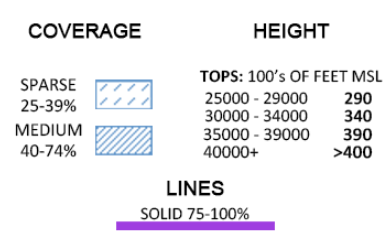 COVERAGE
SPARSE
25-39%
MEDIUM
40-74%
HEIGHT
TOPS: 100's OF FEET MSL
25000 - 29000 290
30000 - 34000 340
35000 - 39000 390
40000+ >400
LINES
SOLID 75-100%